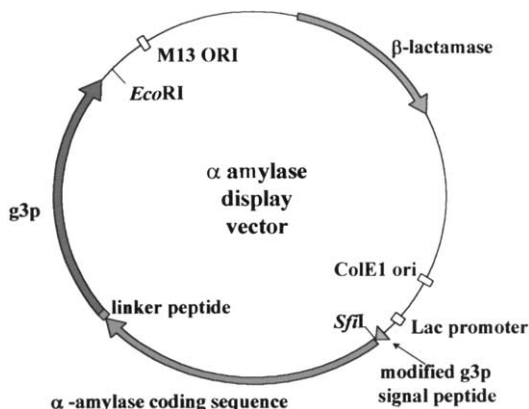 M13 ORI
EcoRI
β-lactamase
g3p
α amylase
display
vector
ColE1 ori
SfiI
Lac promoter
linker peptide
modified g3p
signal peptide
α -amylase coding sequence